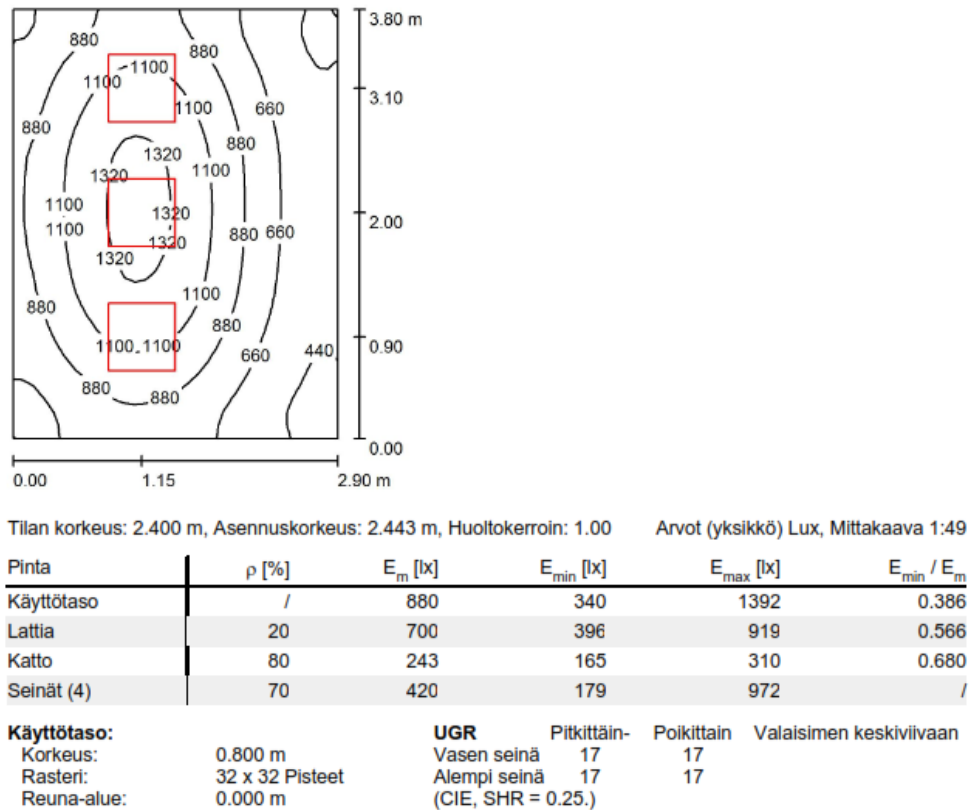 3.80 m
880
880
1100
1100
3.10
1100
660
880
880
1320
1320
1100
1100
1320
2.00
1100
880
660
1320
1320
1100
880
880
0.90
1100
1100
440
660
880
880
0.00
0.00
1.15
2.90 m
Tilan korkeus: 2.400 m, Asennuskorkeus: 2.443 m, Huoltokerroin: 1.00 Arvot (yksikkö) Lux, Mittakaava 1:49
Pinta ρ [%] Em [lx] Emin [lx] Emax [lx] Emin / Em
Käyttötaso / 880 340 1392 0.386
Lattia 20 700 396 919 0.566
Katto 80 243 165 310 0.680
Seinät (4) 70 420 179 972 /
Käyttötaso: UGR Pitkittäin- Poikittain Valaisimen keskiviivaan
Korkeus: 0.800 m Vasen seinä 17 17
Rasteri: 32 x 32 Pisteet Alempi seinä 17 17
Reuna-alue: 0.000 m (CIE, SHR = 0.25.)